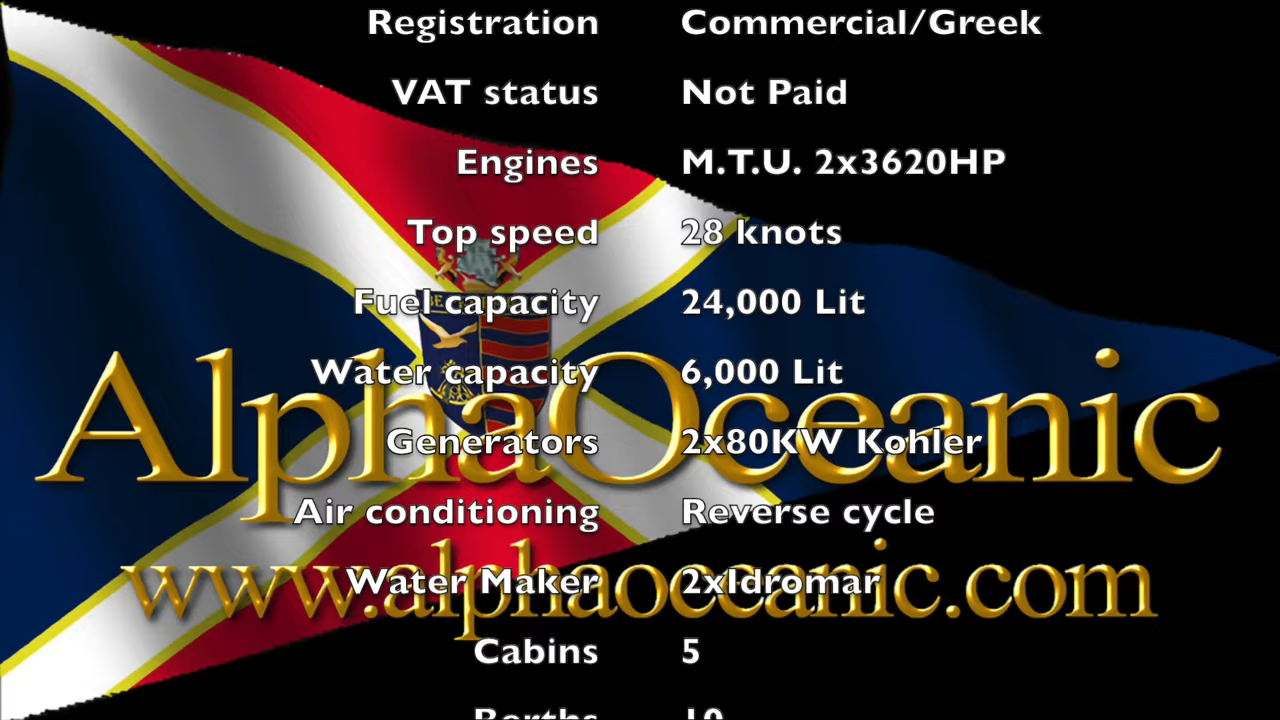 Registration Commercial/Greek
VAT status Not Paid
Engines M.T.U. 2x3620HP
Top speed 28 knots
Fuel capacity 24,000 Lit
Water capacity 6,000 Lit
AlphaOceanic
Generators 2x80KW Kohler
Air conditioning Reverse cycle
www.alphaoceanic.com
Water Maker 2xIdromar
Cabins 5
Berths 10